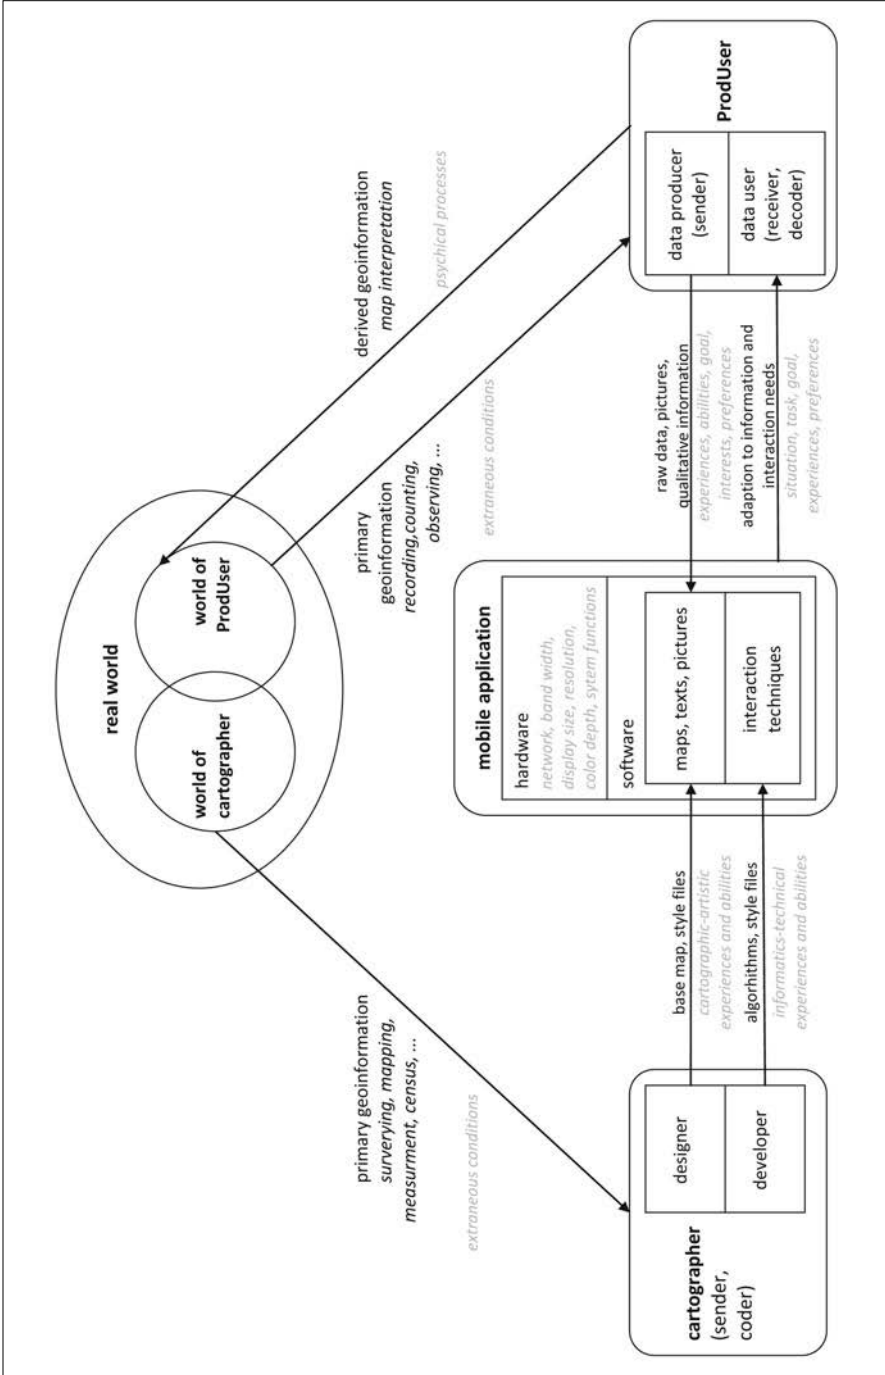 real world
world of
cartographer
world of
ProdUser
primary geoinformation
surverying, mapping,
measurment, census, ...
extraneous conditions
primary
geoinformation
recording,counting,
observing, ...
extraneous conditions
derived geoinformation
map interpretation
psychical processes
cartographer
(sender,
coder)
designer
developer
base map, style files
cartographic-artistic
experiences and abilities
algorhithms, style files
informatics-technical
experiences and abilities
mobile application
hardware
network, band width,
display size, resolution,
color depth, sytem functions
software
maps, texts, pictures
interaction
techniques
raw data, pictures,
qualitative information
experiences, abilities, goal,
interests, preferences
adaption to information and
interaction needs
situation, task, goal,
experiences, preferences
data producer
(sender)
data user
(receiver,
decoder)
ProdUser